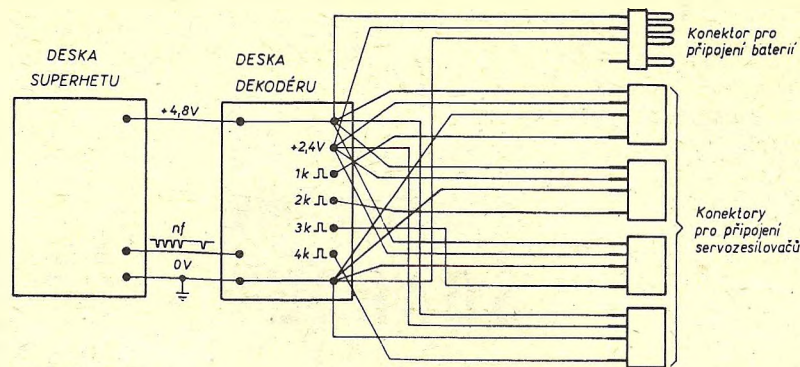 DESKA
SUPERHETU
DESKA
DEKODÉRU
+4,8V
+2,4V
1k
2k
3k
4k
nf
0V
Konektor pro
připojení baterií
Konektory
pro připojení
servozesilovačů